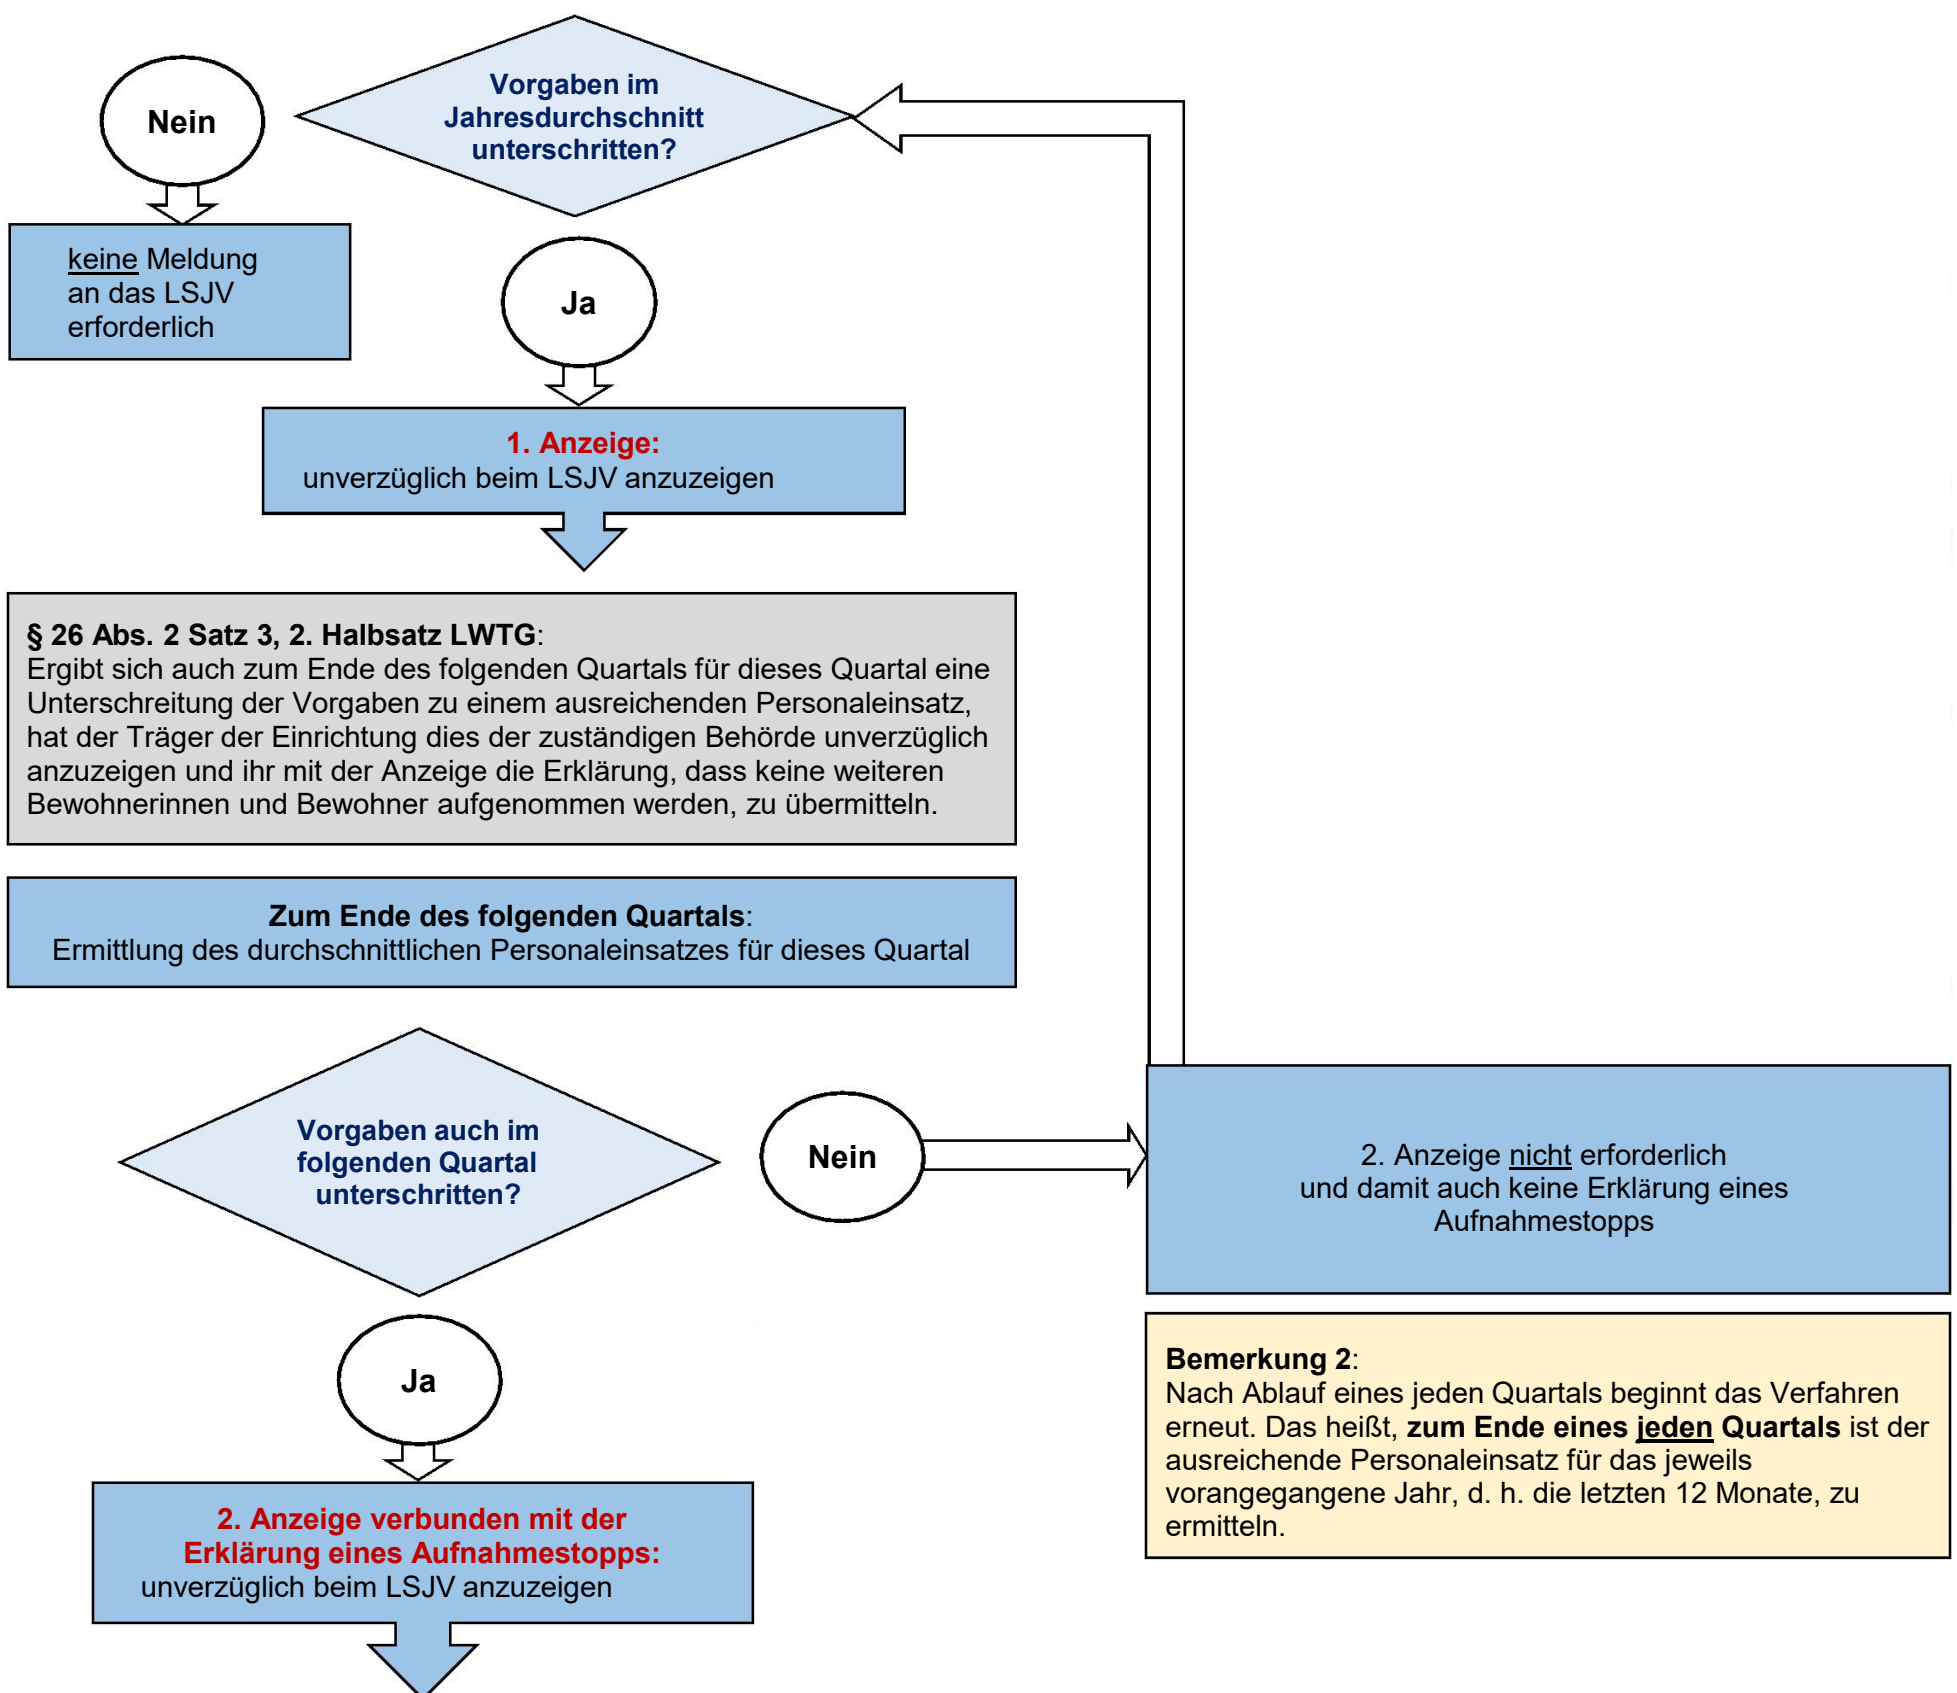 Nein
Vorgaben im
Jahresdurchschnitt
unterschritten?
keine Meldung
an das LSJV
erforderlich
Ja
1. Anzeige:
unverzüglich beim LSJV anzuzeigen
§ 26 Abs. 2 Satz 3, 2. Halbsatz LWTG:
Ergibt sich auch zum Ende des folgenden Quartals für dieses Quartal eine
Unterschreitung der Vorgaben zu einem ausreichenden Personaleinsatz,
hat der Träger der Einrichtung dies der zuständigen Behörde unverzüglich
anzuzeigen und ihr mit der Anzeige die Erklärung, dass keine weiteren
Bewohnerinnen und Bewohner aufgenommen werden, zu übermitteln.
Zum Ende des folgenden Quartals:
Ermittlung des durchschnittlichen Personaleinsatzes für dieses Quartal
Vorgaben auch im
folgenden Quartal
unterschritten?
Nein
2. Anzeige nicht erforderlich
und damit auch keine Erklärung eines
Aufnahmestopps
Ja
2. Anzeige verbunden mit der
Erklärung eines Aufnahmestopps:
unverzüglich beim LSJV anzuzeigen
Bemerkung 2:
Nach Ablauf eines jeden Quartals beginnt das Verfahren
erneut. Das heißt, zum Ende eines jeden Quartals ist der
ausreichende Personaleinsatz für das jeweils
vorangegangene Jahr, d. h. die letzten 12 Monate, zu
ermitteln.